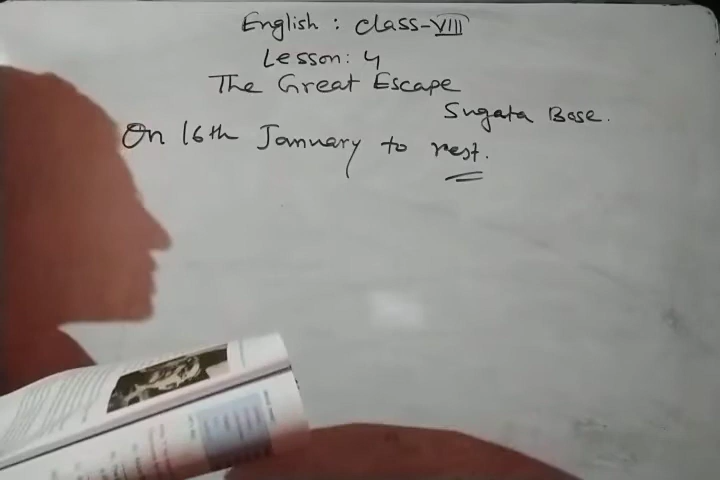 English : Class-VIII
Lesson: 4
The Great Escape
Sugata Bose.
On 16th January to rest.